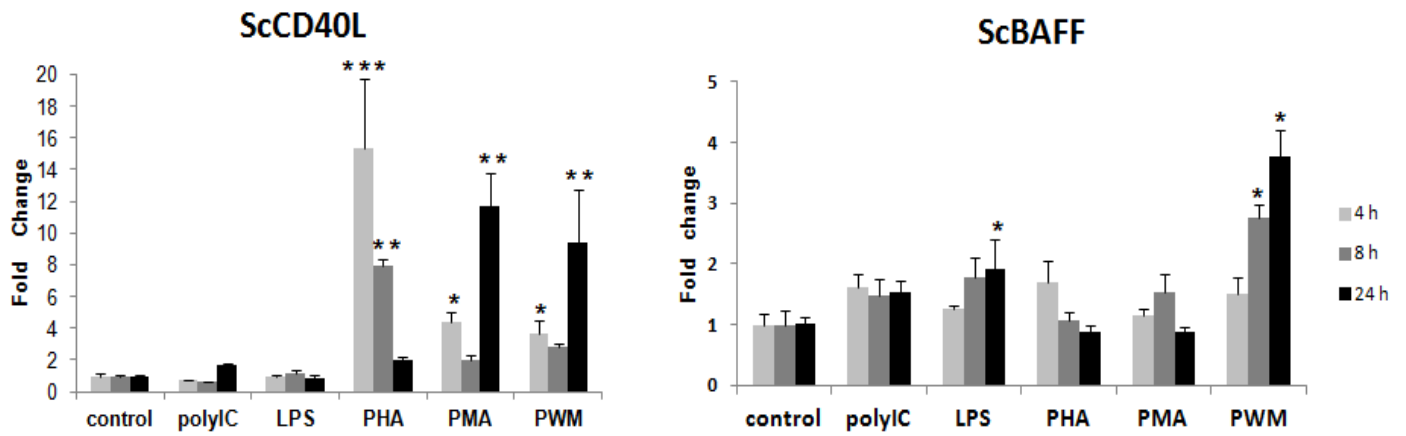 ScCD40L
Fold Change
20
18
16
14
12
10
8
6
4
2
0
***
**
*
**
*
**
control polyIC LPS PHA PMA PWM
ScBAFF
Fold change
5
4
3
2
1
0
*
*
*
control polyIC LPS PHA PMA PWM
4 h
8 h
24 h